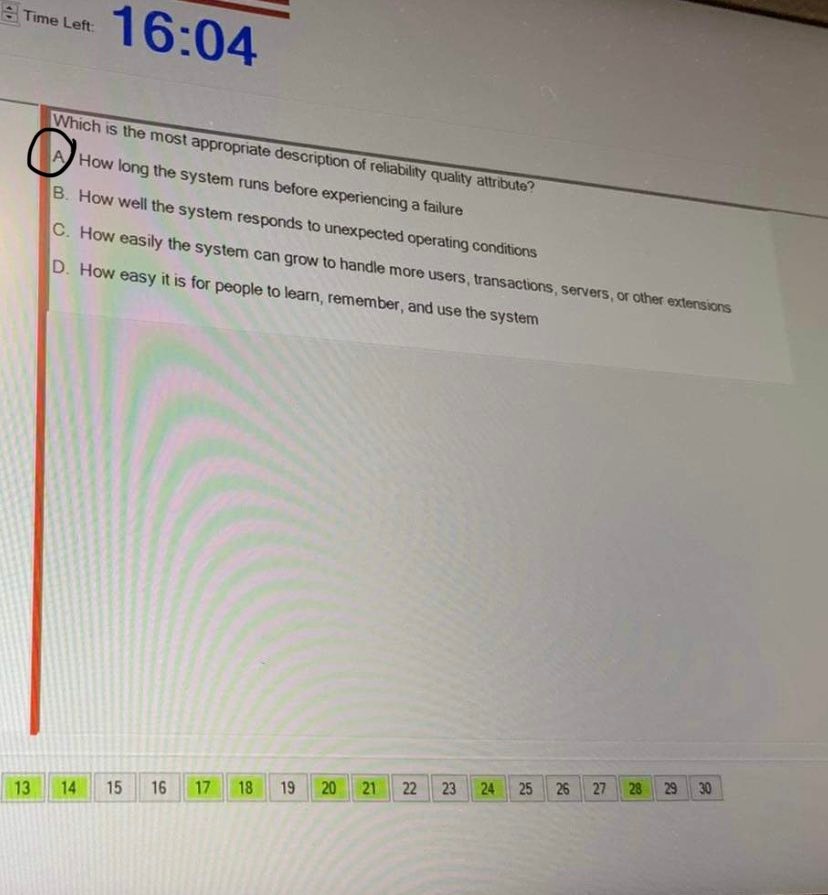 Time Left: 16:04
Which is the most appropriate description of reliability quality attribute?
A. How long the system runs before experiencing a failure
B. How well the system responds to unexpected operating conditions
C. How easily the system can grow to handle more users, transactions, servers, or other extensions
D. How easy it is for people to learn, remember, and use the system
13 14 15 16 17 18 19 20 21 22 23 24 25 26 27 28 29 30